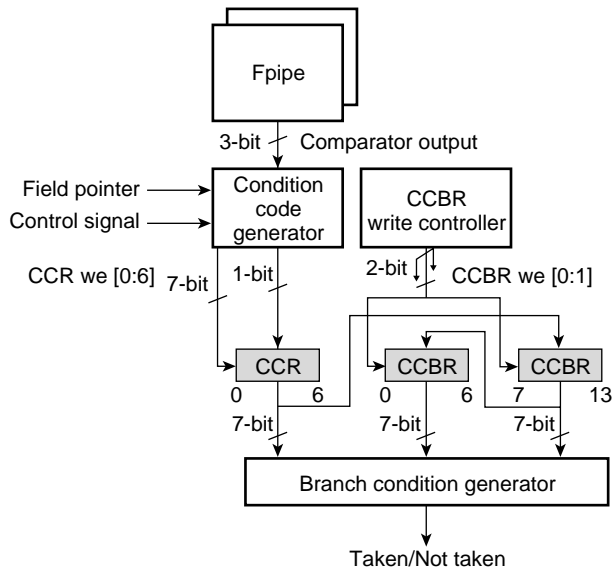 Fpipe
3-bit
Comparator output
Field pointer
Control signal
Condition
code
generator
CCBR
write controller
CCR we [0:6]
7-bit
1-bit
2-bit
CCBR we [0:1]
CCR
CCBR
CCBR
0
6
0
6
7
13
7-bit
7-bit
7-bit
Branch condition generator
Taken/Not taken